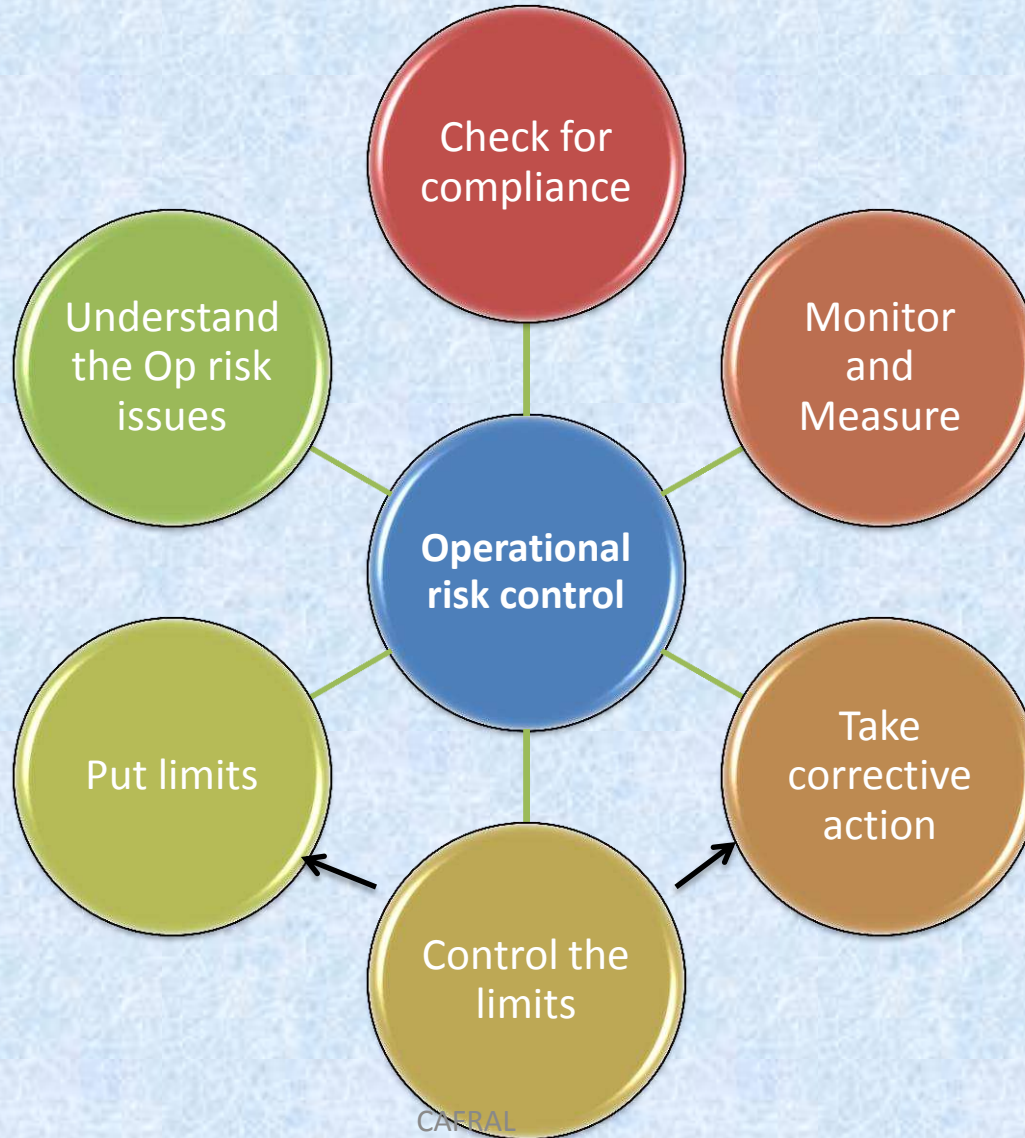 Check for
compliance
Understand
the Op risk
issues
Monitor
and
Measure
Operational
risk control
Put limits
Take
corrective
action
Control the
limits
CAFRAL